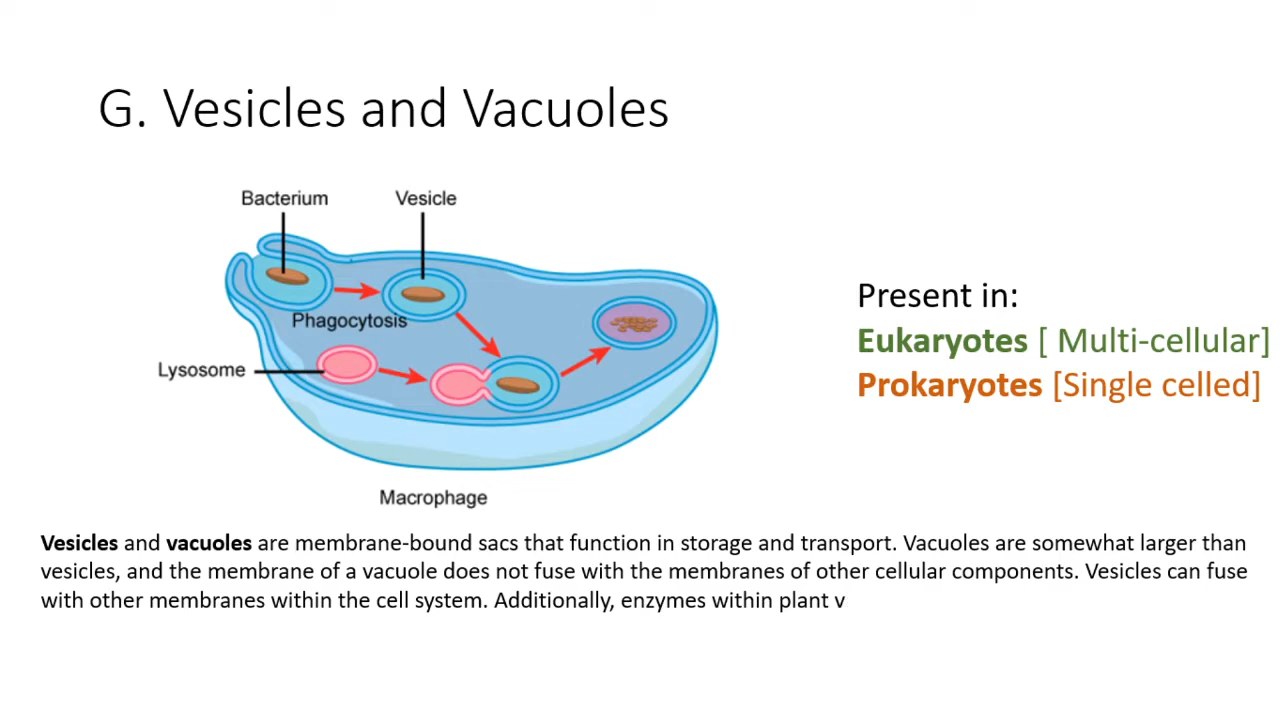 G. Vesicles and Vacuoles
Bacterium
Vesicle
Phagocytosis
Lysosome
Macrophage
Present in:
Eukaryotes [ Multi-cellular]
Prokaryotes [Single celled]
Vesicles and vacuoles are membrane-bound sacs that function in storage and transport. Vacuoles are somewhat larger than
vesicles, and the membrane of a vacuole does not fuse with the membranes of other cellular components. Vesicles can fuse
with other membranes within the cell system. Additionally, enzymes within plant v